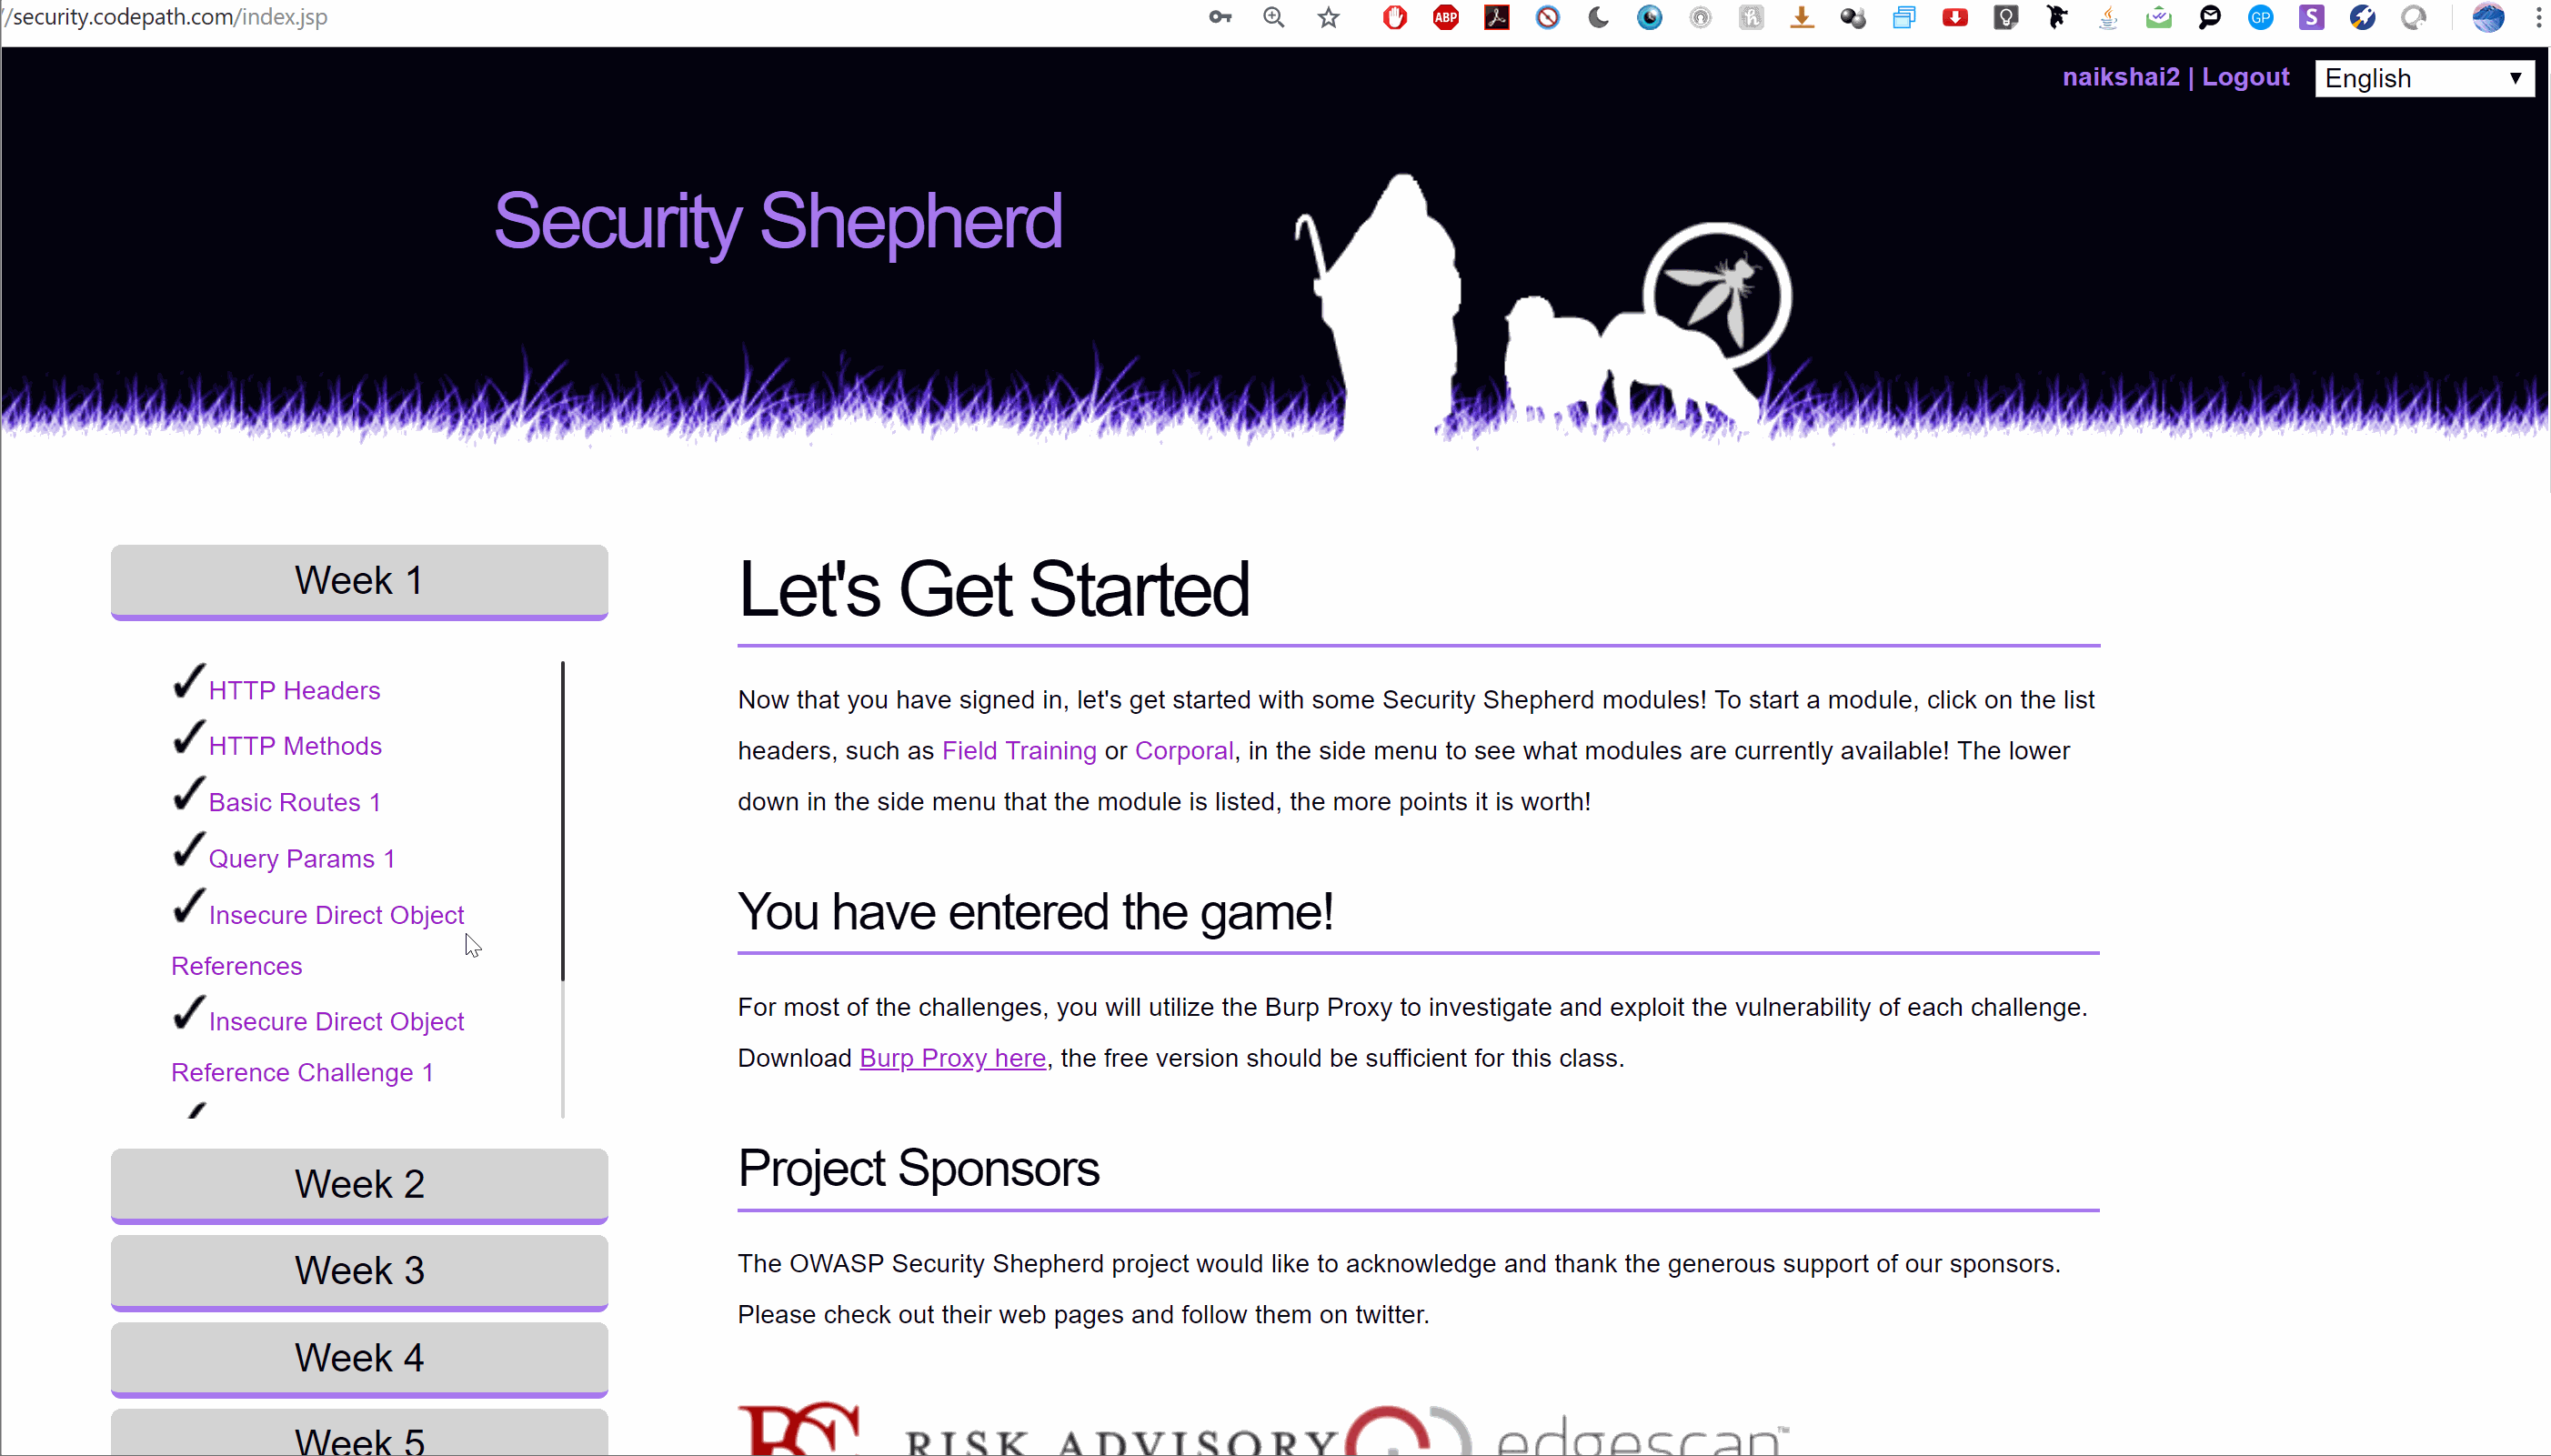 //security.codepath.com/index.jsp
ABP
GP
S
naikshai2 | Logout
English
Security Shepherd
Week 1
HTTP Headers
HTTP Methods
Basic Routes 1
Query Params 1
Insecure Direct Object
References
Insecure Direct Object
Reference Challenge 1
Week 2
Week 3
Week 4
Week 5
Let's Get Started
Now that you have signed in, let's get started with some Security Shepherd modules! To start a module, click on the list
headers, such as Field Training or Corporal, in the side menu to see what modules are currently available! The lower
down in the side menu that the module is listed, the more points it is worth!
You have entered the game!
For most of the challenges, you will utilize the Burp Proxy to investigate and exploit the vulnerability of each challenge.
Download Burp Proxy here, the free version should be sufficient for this class.
Project Sponsors
The OWASP Security Shepherd project would like to acknowledge and thank the generous support of our sponsors.
Please check out their web pages and follow them on twitter.
RISK ADVISORY
edgescan™